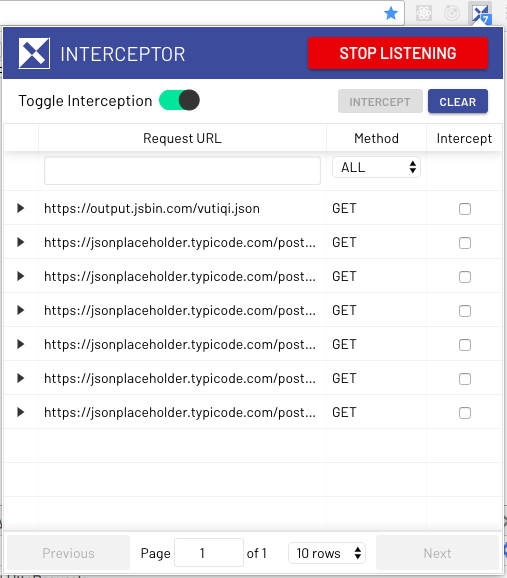 7
INTERCEPTOR
STOP LISTENING
Toggle Interception
INTERCEPT
CLEAR
Request URL Method Intercept
ALL
https://output.jsbin.com/vutiqi.json GET
https://jsonplaceholder.typicode.com/post... GET
https://jsonplaceholder.typicode.com/post... GET
https://jsonplaceholder.typicode.com/post... GET
https://jsonplaceholder.typicode.com/post... GET
https://jsonplaceholder.typicode.com/post... GET
https://jsonplaceholder.typicode.com/post... GET
Previous Page 1 of 1 10 rows Next